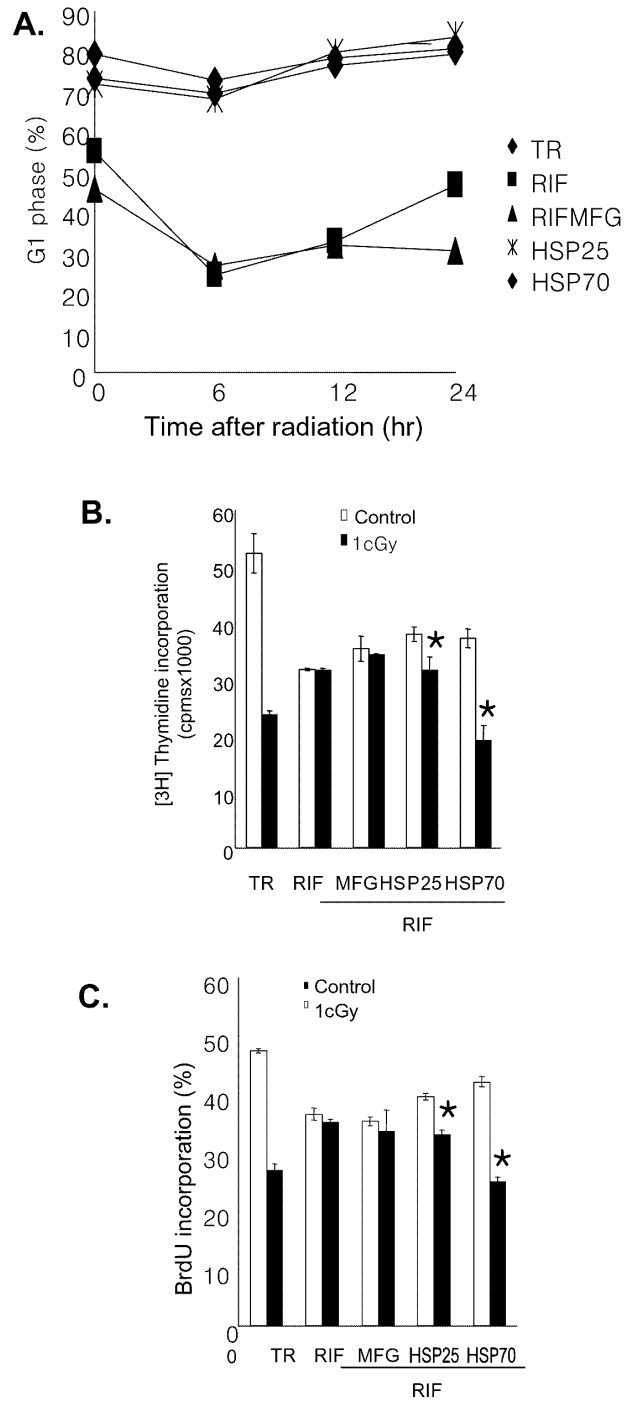 A.
90
80
70
60
50
40
30
20
10
0
G1 phase (%)
0 6 12 24
Time after radiation (hr)
TR
RIF
RIFMFG
HSP25
HSP70
B.
60
50
40
30
20
10
0
[3H] Thymidine incorporation
(cpmsx1000)
Control
1cGy
TR RIF MFG HSP25 HSP70
RIF
C.
60
50
40
30
20
10
0
0
BrdU incorporation (%)
Control
1cGy
TR RIF MFG HSP25 HSP70
RIF